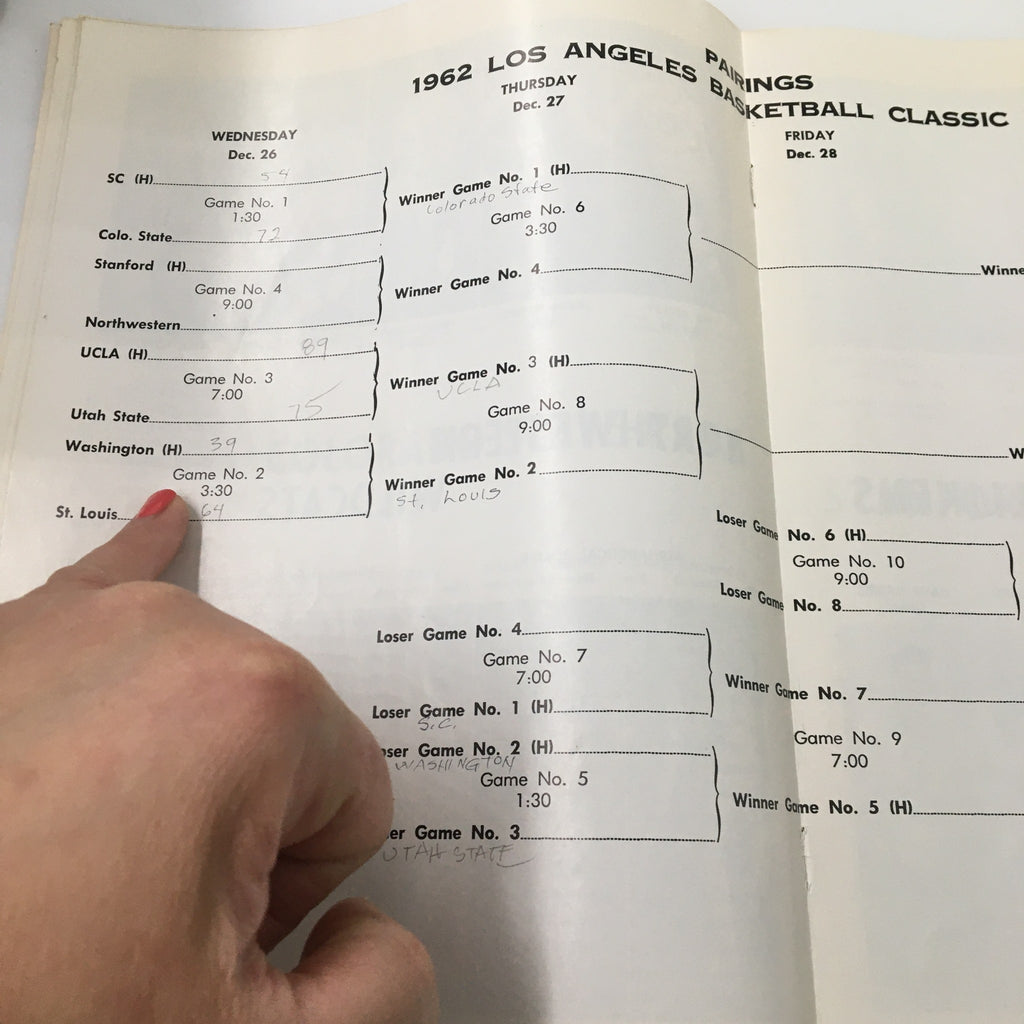 PAIRINGS
1962 LOS ANGELES BASKETBALL CLASSIC
WEDNESDAY
Dec. 26
SC (H) 54
Game No. 1
1:30
Colo. State 72
Stanford (H)
Game No. 4
9:00
Northwestern
UCLA (H) 89
Game No. 3
7:00
Utah State 75
Washington (H) 39
Game No. 2
3:30
St. Louis 64
THURSDAY
Dec. 27
Winner Game No. 1 (H)
Colorado State
Game No. 6
3:30
Winner Game No. 4
Winner Game No. 3 (H)
UCLA
Game No. 8
9:00
Winner Game No. 2
St. Louis
Loser Game No. 4
Game No. 7
7:00
Loser Game No. 1 (H)
S.C.
oser Game No. 2 (H)
WASHINGTON
Game No. 5
1:30
er Game No. 3
UTAH STATE
FRIDAY
Dec. 28
Winne
W
Loser Game No. 6 (H)
Game No. 10
9:00
Loser Game No. 8
Winner Game No. 7
Game No. 9
7:00
Winner Game No. 5 (H)